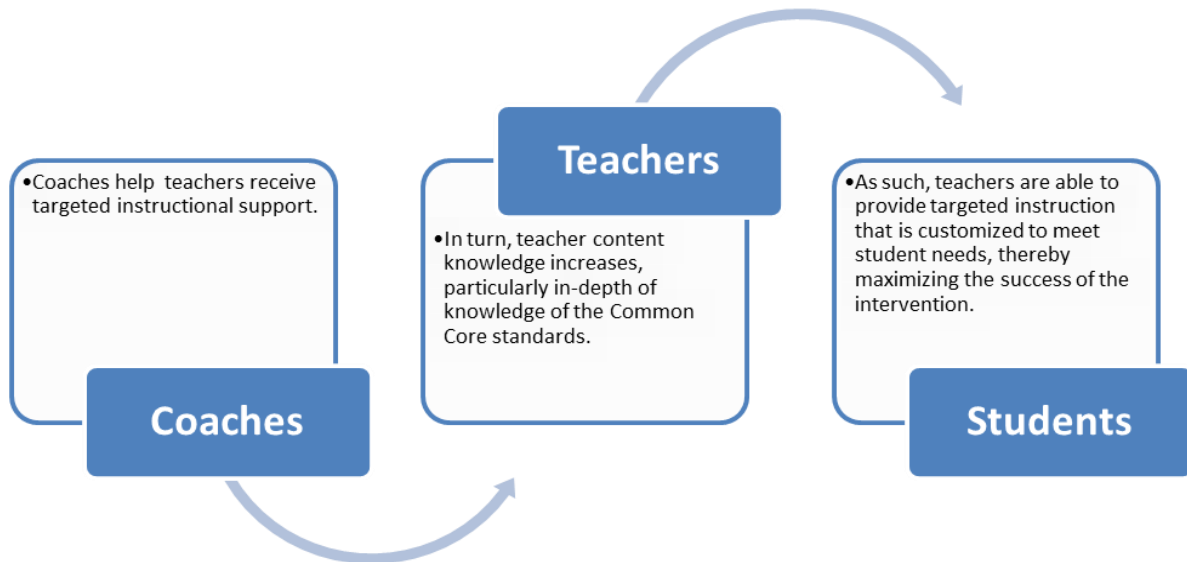 •Coaches help teachers receive
targeted instructional support.
Coaches
Teachers
•In turn, teacher content
knowledge increases,
particularly in-depth of
knowledge of the Common
Core standards.
•As such, teachers are able to
provide targeted instruction
that is customized to meet
student needs, thereby
maximizing the success of the
intervention.
Students